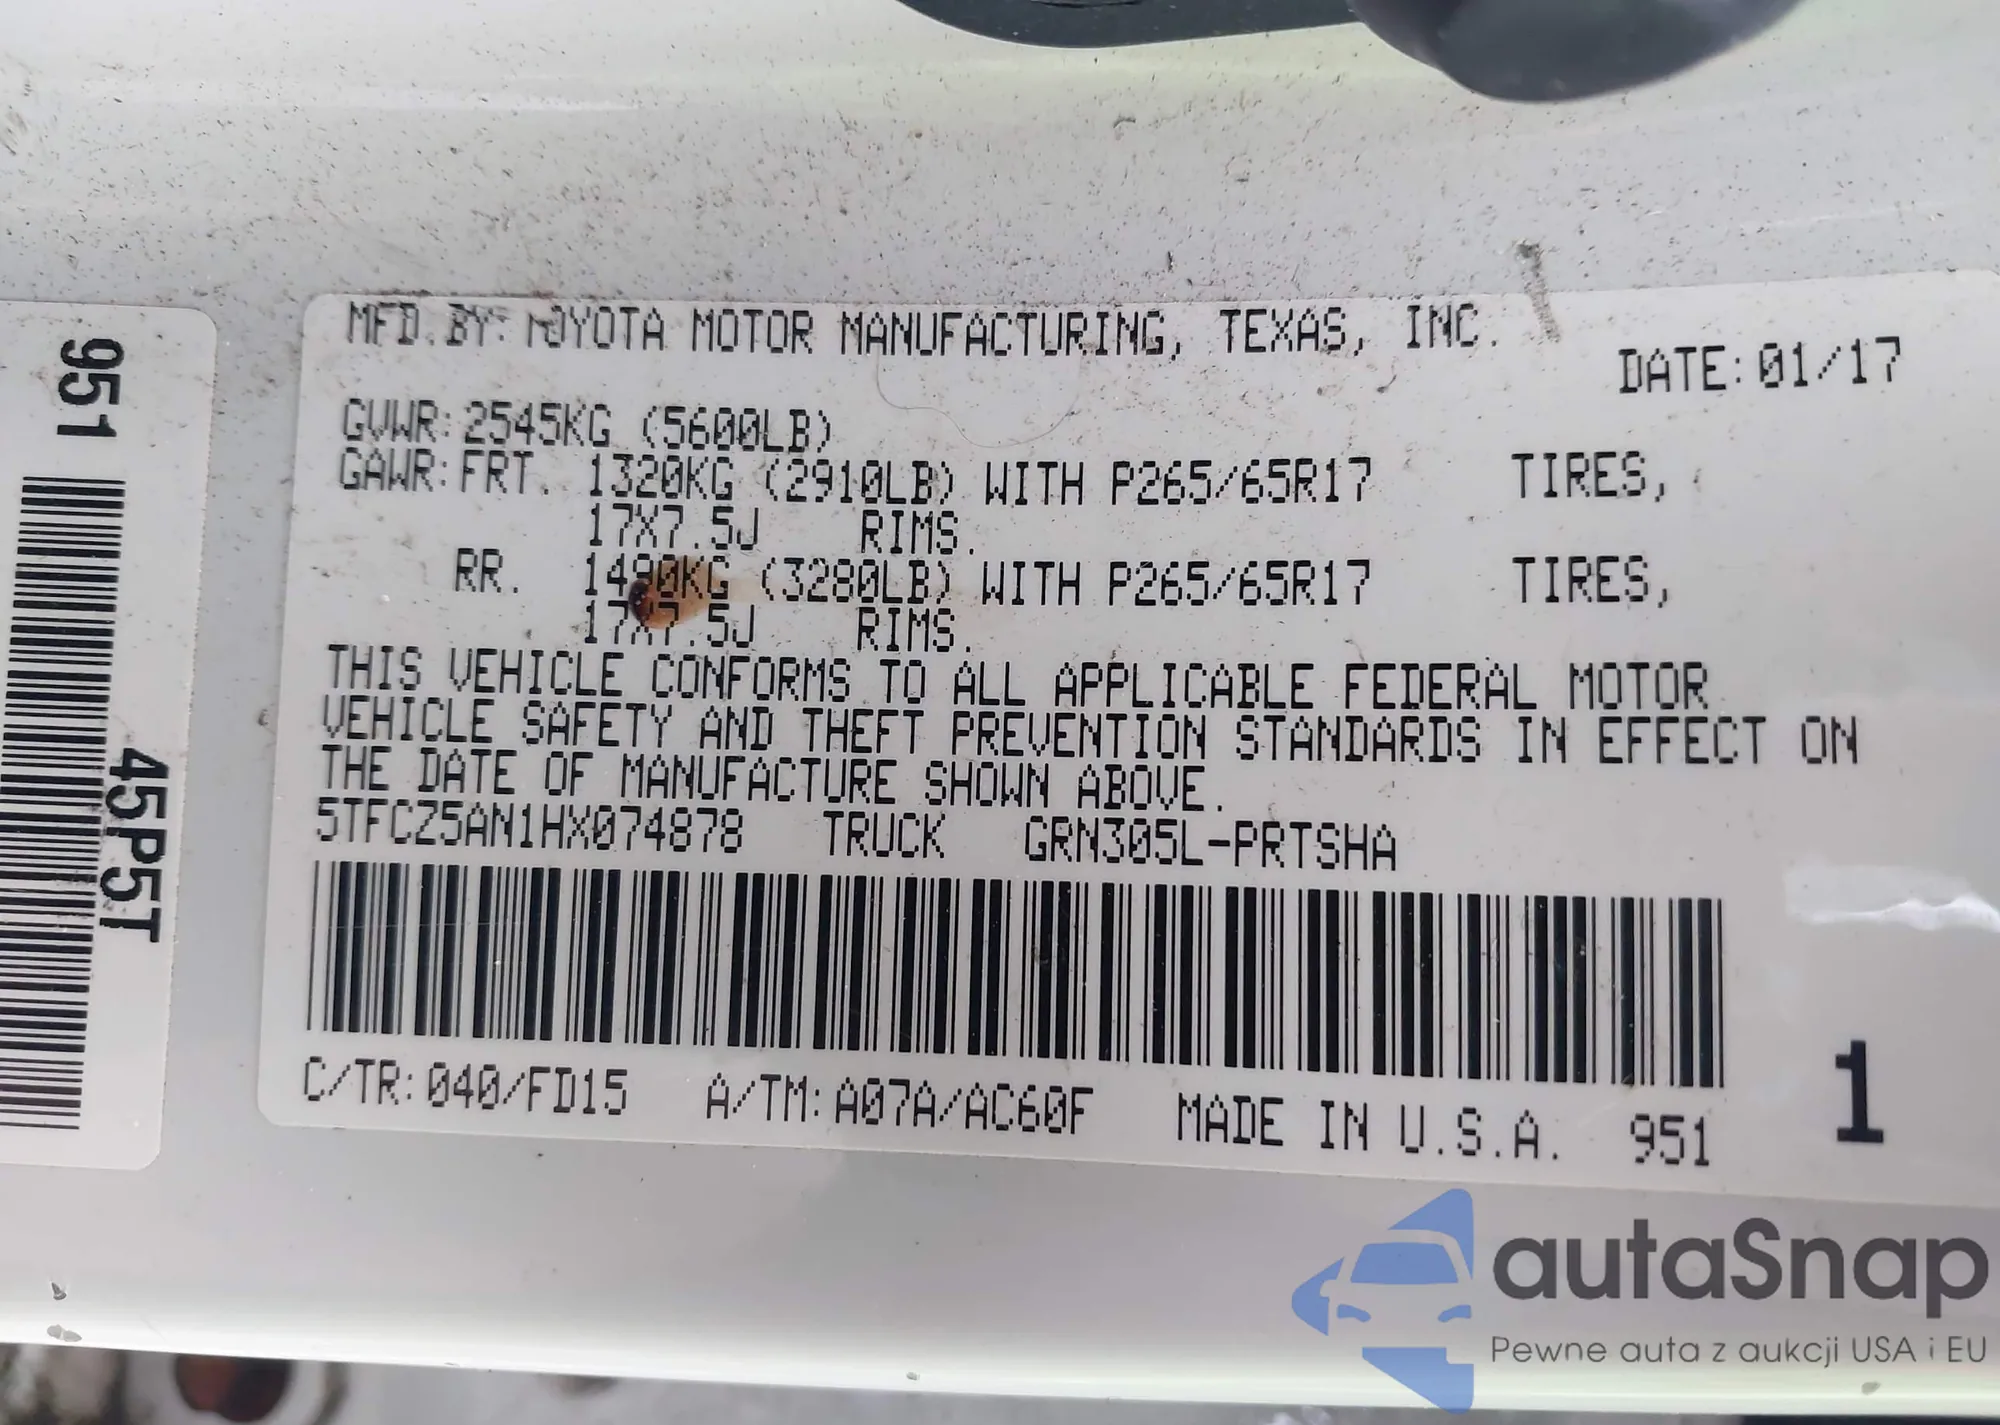 951
45P5T
MFD.BY: TOYOTA MOTOR MANUFACTURING, TEXAS, INC.
DATE:01/17
GVWR:2545KG (5600LB)
GAWR:FRT. 1320KG (2910LB) WITH P265/65R17 TIRES,
17X7.5J RIMS.
RR. 1490KG (3280LB) WITH P265/65R17 TIRES,
17X7.5J RIMS.
THIS VEHICLE CONFORMS TO ALL APPLICABLE FEDERAL MOTOR
VEHICLE SAFETY AND THEFT PREVENTION STANDARDS IN EFFECT ON
THE DATE OF MANUFACTURE SHOWN ABOVE.
5TFCZ5AN1HX074878 TRUCK GRN305L-PRTSHA
C/TR:040/FD15 A/TM:A07A/AC60F MADE IN U.S.A. 951
1
autaSnap
Pewne auta z aukcji USA i EU